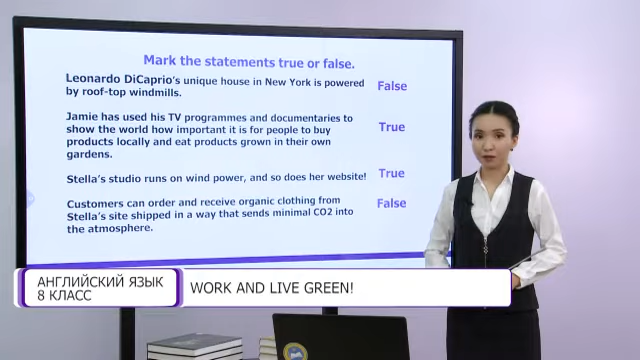 Mark the statements true or false.
Leonardo DiCaprio's unique house in New York is powered
by roof-top windmills.
False
Jamie has used his TV programmes and documentaries to
show the world how important it is for people to buy
products locally and eat products grown in their own
gardens.
True
Stella's studio runs on wind power, and so does her website!
True
Customers can order and receive organic clothing from
Stella's site shipped in a way that sends minimal CO2 into
the atmosphere.
False
АНГЛИЙСКИЙ ЯЗЫК
8 КЛАСС
WORK AND LIVE GREEN!